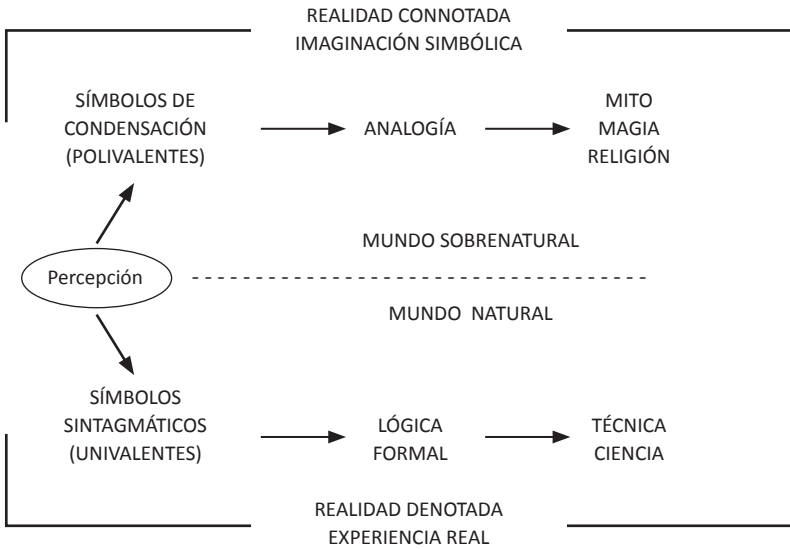 REALIDAD CONNOTADA
IMAGINACIÓN SIMBÓLICA
SÍMBOLOS DE
CONDENSACIÓN
(POLIVALENTES)
ANALOGÍA
MITO
MAGIA
RELIGIÓN
MUNDO SOBRENATURAL
Percepción
MUNDO NATURAL
SÍMBOLOS
SINTAGMÁTICOS
(UNIVALENTES)
LÓGICA
FORMAL
TÉCNICA
CIENCIA
REALIDAD DENOTADA
EXPERIENCIA REAL